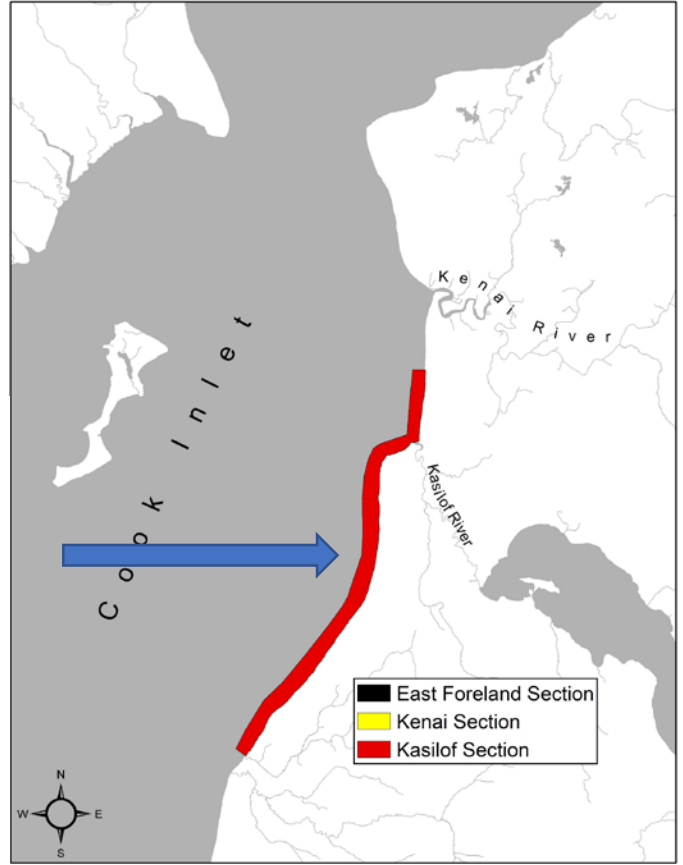 Kenai River
Cook Inlet
Kasilof River
East Foreland Section
Kenai Section
Kasilof Section
N
W E
S